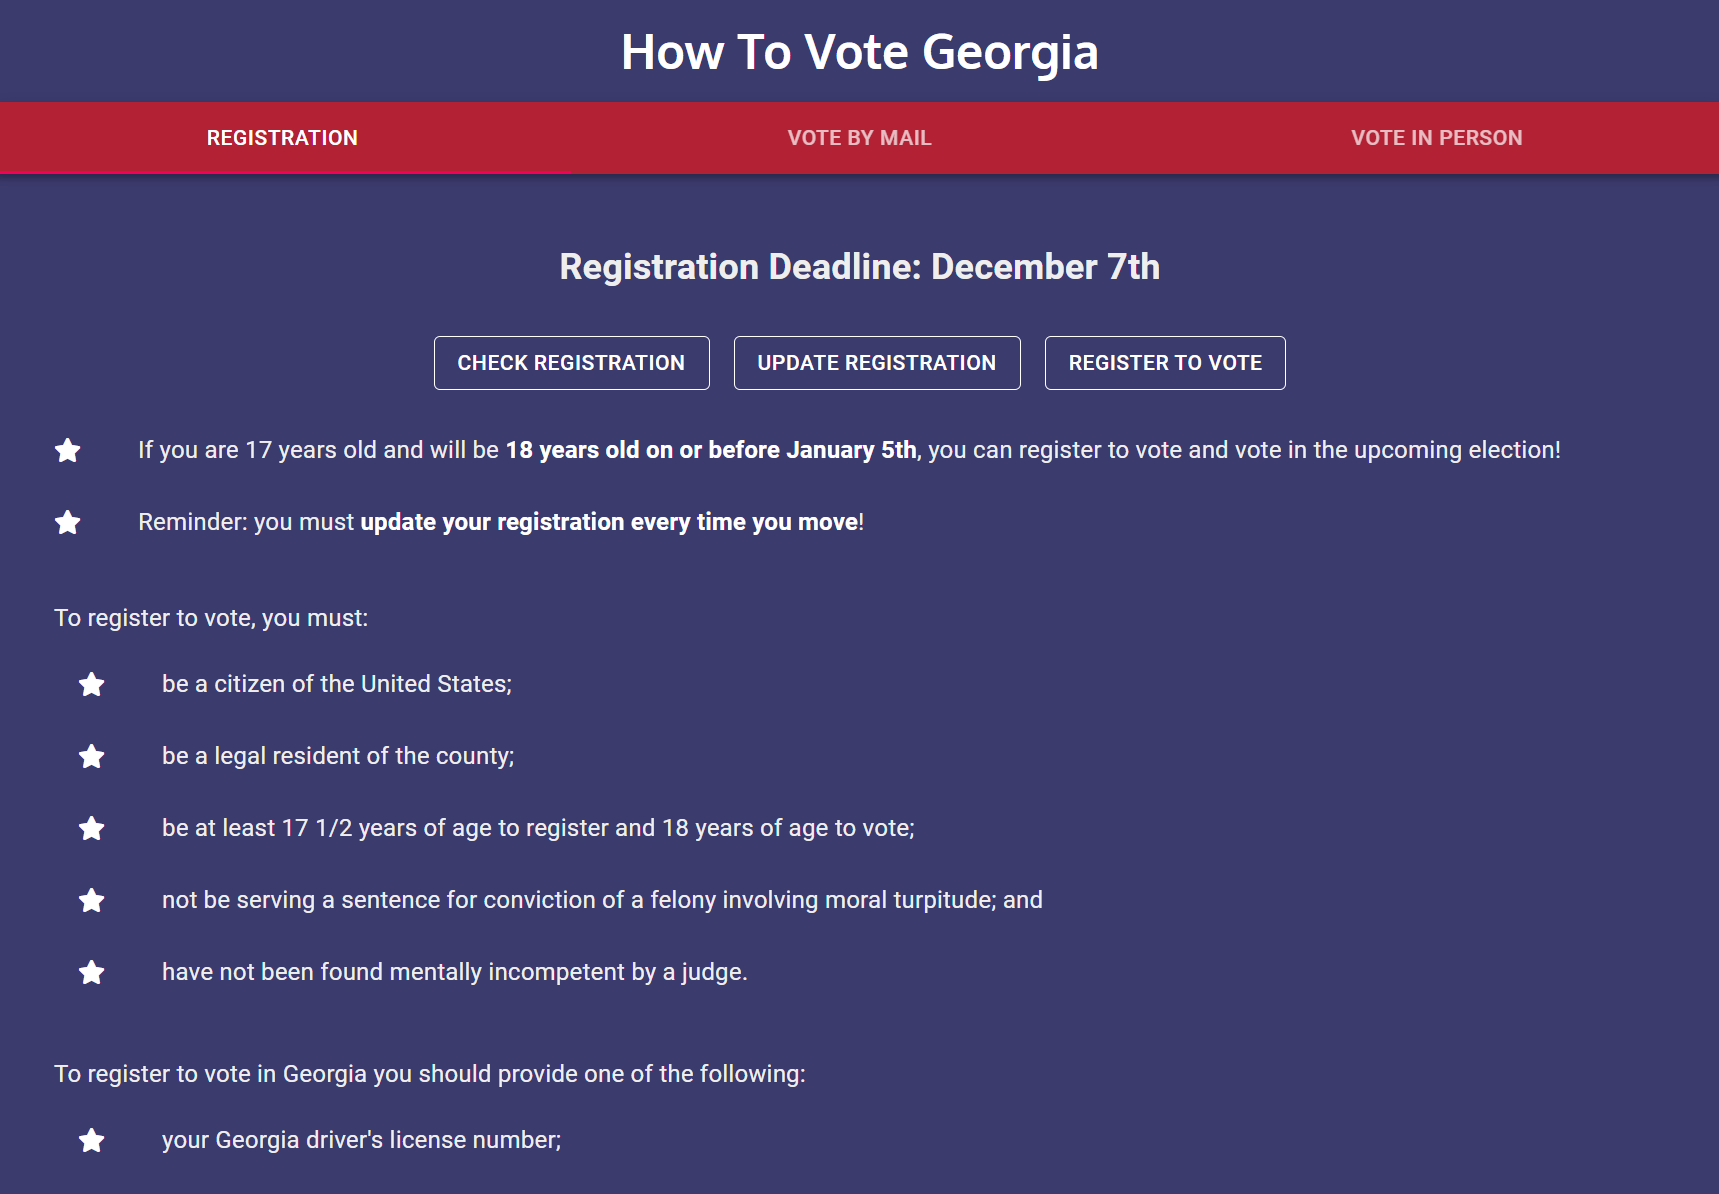 How To Vote Georgia
REGISTRATION
VOTE BY MAIL
VOTE IN PERSON
Registration Deadline: December 7th
CHECK REGISTRATION
UPDATE REGISTRATION
REGISTER TO VOTE
If you are 17 years old and will be 18 years old on or before January 5th, you can register to vote and vote in the upcoming election!
Reminder: you must update your registration every time you move!
To register to vote, you must:
be a citizen of the United States;
be a legal resident of the county;
be at least 17 1/2 years of age to register and 18 years of age to vote;
not be serving a sentence for conviction of a felony involving moral turpitude; and
have not been found mentally incompetent by a judge.
To register to vote in Georgia you should provide one of the following:
your Georgia driver's license number;